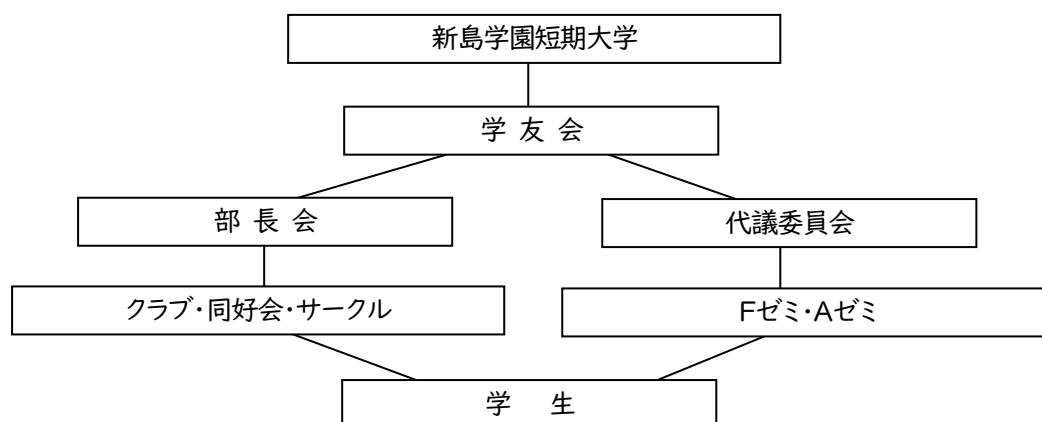 新島学園短期大学
学 友 会
部 長 会
代議委員会
クラブ・同好会・サークル
Fゼミ・Aゼミ
学 生